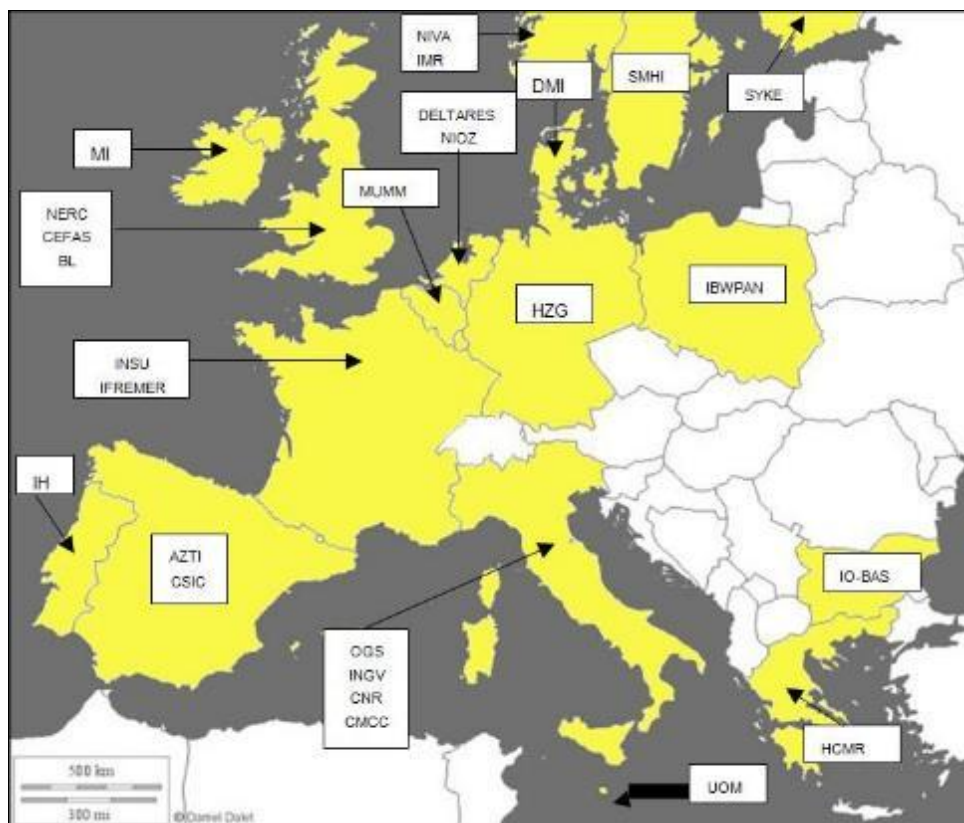 NIVA
IMR
SMHI
DMI
SYKE
DELTARES
NIOZ
MI
MUMM
NERC
CEFAS
BL
IBWPAN
HZG
INSU
IFREMER
IH
AZTI
CSIC
IO-BAS
OGS
INGV
CNR
CMCC
HCMR
UOM
500 km
300 mi
© Daniel Dalet